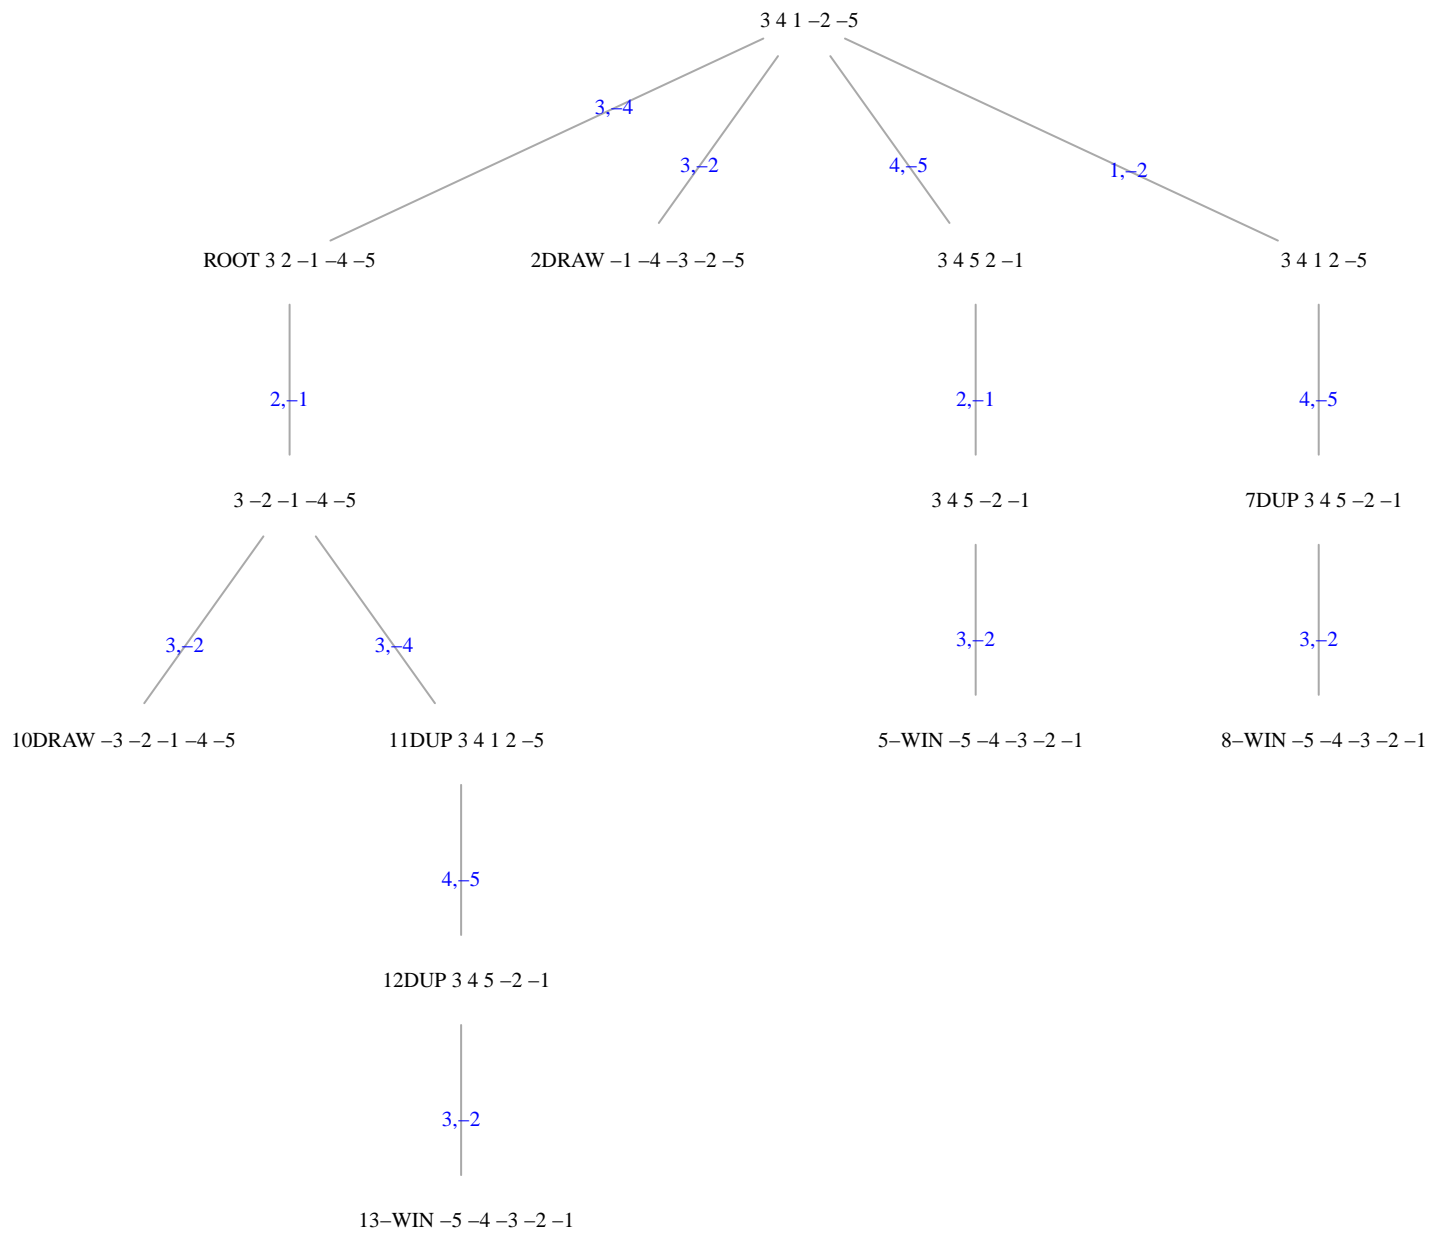 3 4 1 –2 –5
3,–4
3,–2
4,–5
1,–2
ROOT 3 2 –1 –4 –5
2DRAW –1 –4 –3 –2 –5
3 4 5 2 –1
3 4 1 2 –5
2,–1
2,–1
4,–5
3 –2 –1 –4 –5
3 4 5 –2 –1
7DUP 3 4 5 –2 –1
3,–2
3,–4
3,–2
3,–2
10DRAW –3 –2 –1 –4 –5
11DUP 3 4 1 2 –5
5–WIN –5 –4 –3 –2 –1
8–WIN –5 –4 –3 –2 –1
4,–5
12DUP 3 4 5 –2 –1
3,–2
13–WIN –5 –4 –3 –2 –1